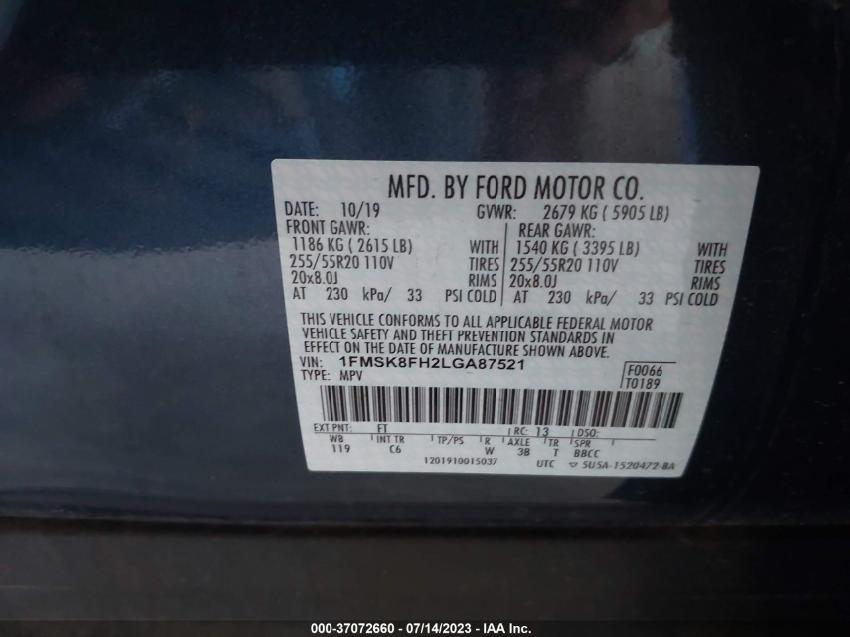 MFD. BY FORD MOTOR CO.
DATE: 10/19 GVWR: 2679 KG ( 5905 LB)
FRONT GAWR: REAR GAWR:
1186 KG ( 2615 LB) WITH 1540 KG ( 3395 LB) WITH
255/55R20 110V TIRES 255/55R20 110V TIRES
20x8.0J RIMS 20x8.0J RIMS
AT 230 kPa/ 33 PSI COLD AT 230 kPa/ 33 PSI COLD
THIS VEHICLE CONFORMS TO ALL APPLICABLE FEDERAL MOTOR
VEHICLE SAFETY AND THEFT PREVENTION STANDARDS IN
EFFECT ON THE DATE OF MANUFACTURE SHOWN ABOVE.
VIN: 1FMSK8FH2LGA87521 F0066
TYPE: MPV T0189
EXT PNT: FT RC: 13 DSO:
WB INT TR TP/PS R AXLE TR SPR
119 C6 W 3B T BBCC
1201910015037 UTC 5U5A-1520472-BA
000-37072660 - 07/14/2023 - IAA Inc.